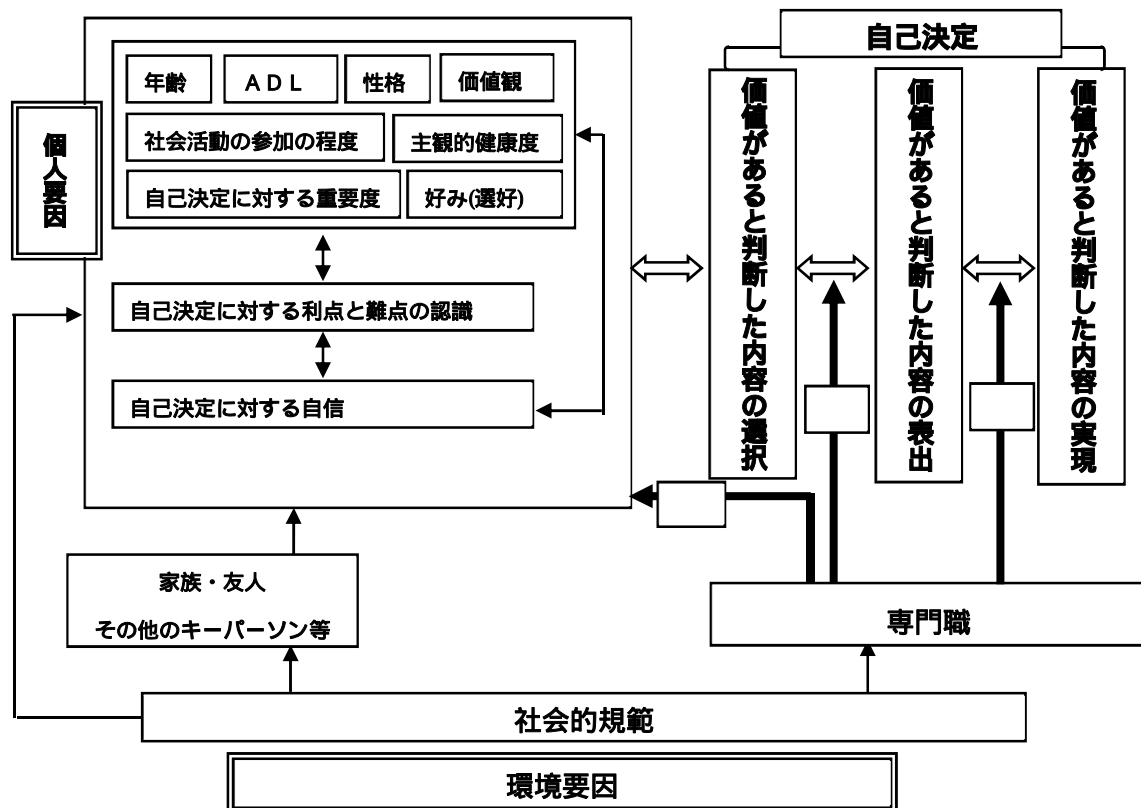 自己決定
年齢
ＡＤＬ
性格
価値観
社会活動の参加の程度
主観的健康度
自己決定に対する重要度
好み(選好)
個人要因
自己決定に対する利点と難点の認識
自己決定に対する自信
価値があると判断した内容の選択
価値があると判断した内容の表出
価値があると判断した内容の実現
家族・友人
その他のキーパーソン等
専門職
社会的規範
環境要因